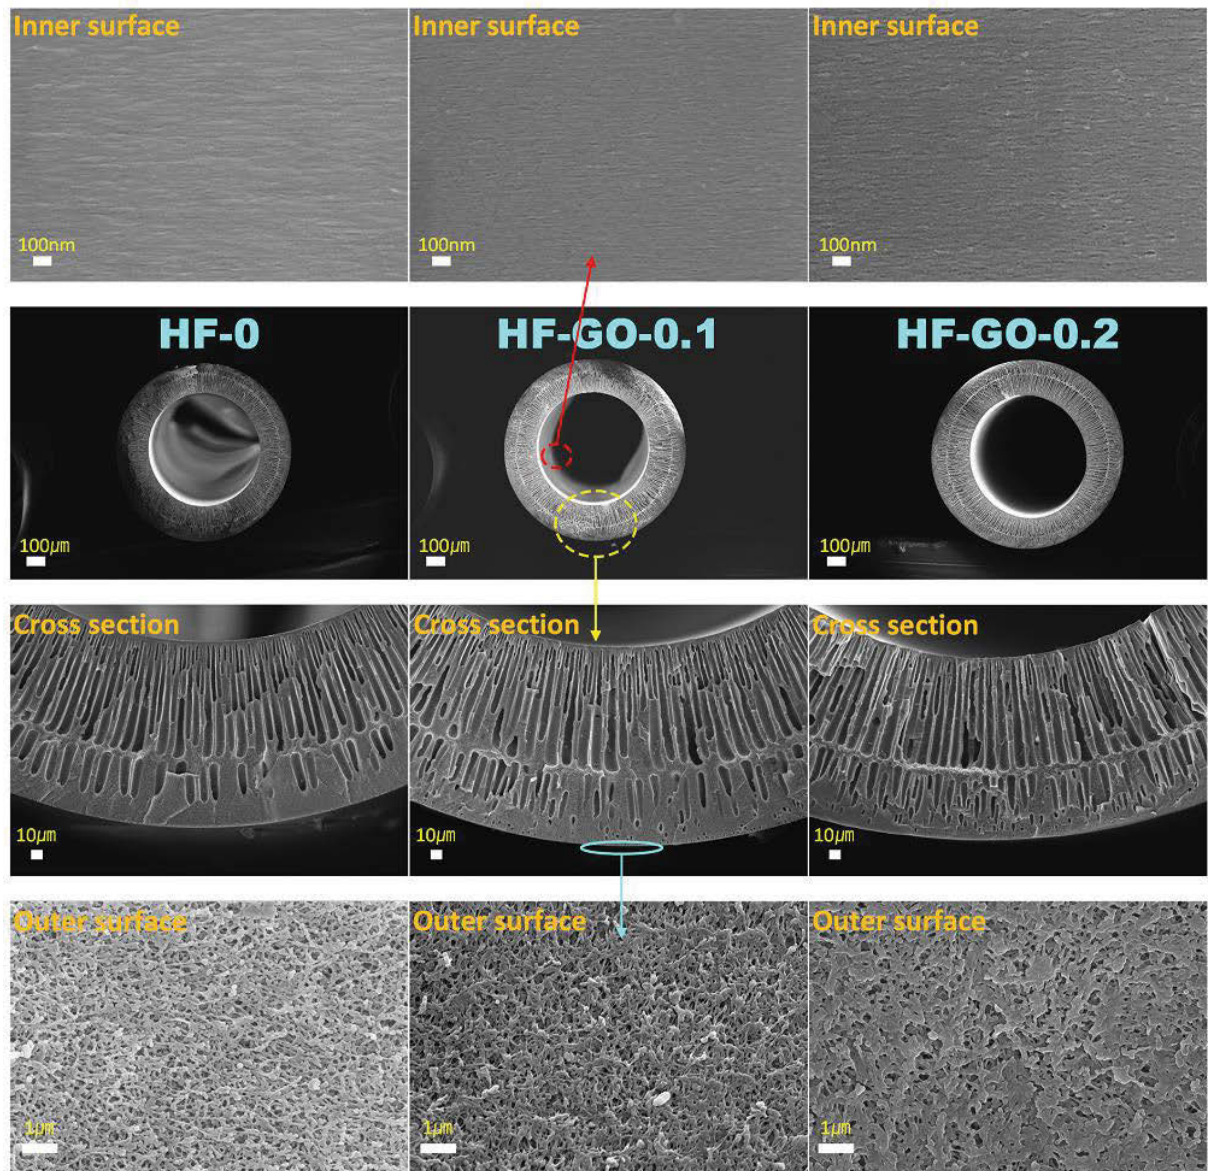 Inner surface
Inner surface
Inner surface
100nm
100nm
100nm
HF-0
HF-GO-0.1
HF-GO-0.2
100㎛
100㎛
100㎛
Cross section
Cross section
Cross section
10㎛
10㎛
10㎛
Outer surface
Outer surface
Outer surface
1㎛
1㎛
1㎛